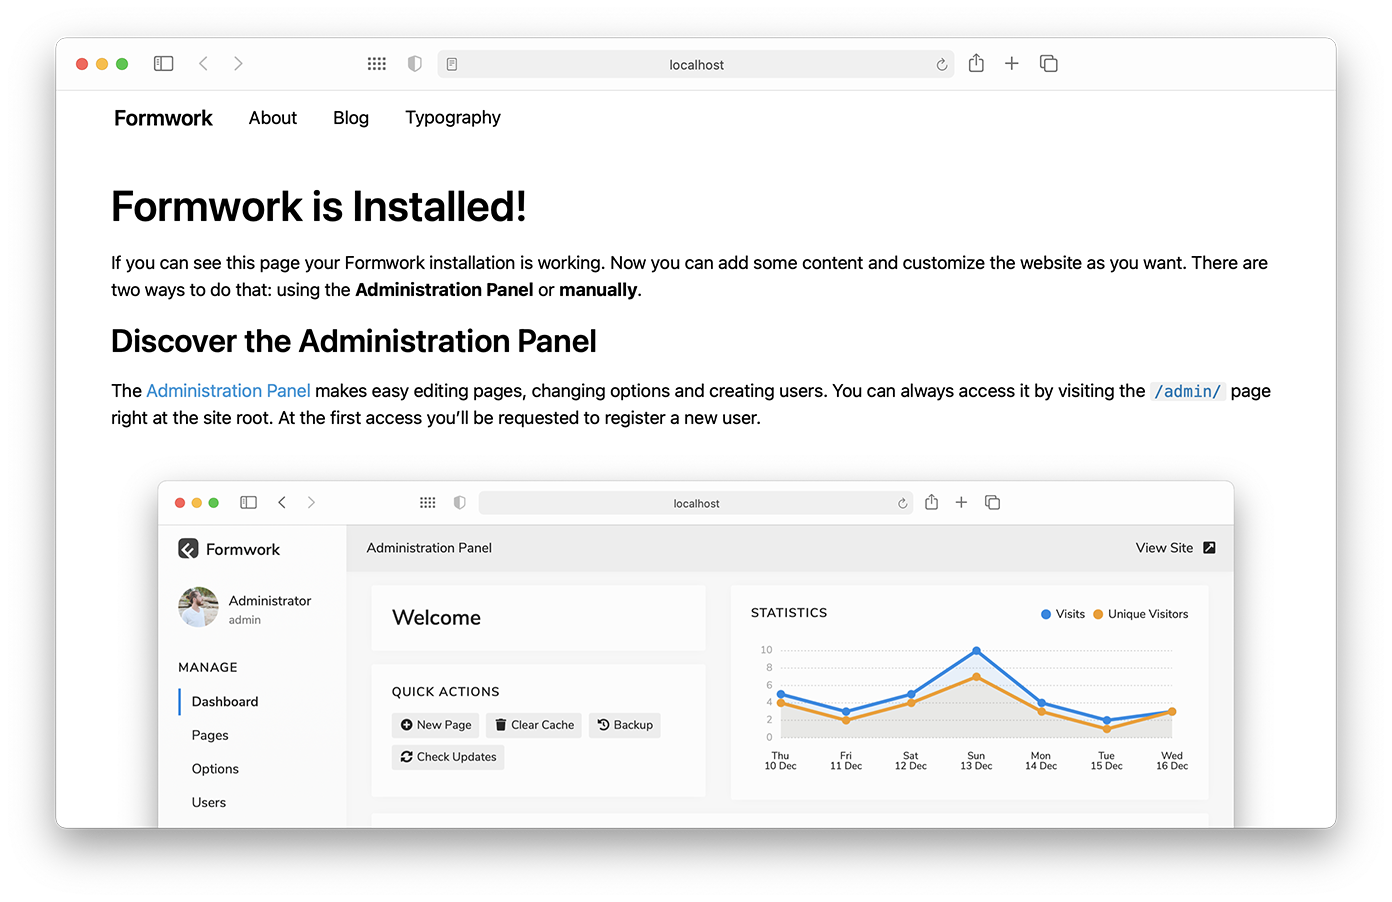 localhost
Formwork About Blog Typography
Formwork is Installed!
If you can see this page your Formwork installation is working. Now you can add some content and customize the website as you want. There are
two ways to do that: using the Administration Panel or manually.
Discover the Administration Panel
The Administration Panel makes easy editing pages, changing options and creating users. You can always access it by visiting the /admin/ page
right at the site root. At the first access you’ll be requested to register a new user.
localhost
Formwork
Administration Panel
View Site
Administrator
admin
MANAGE
Dashboard
Pages
Options
Users
Welcome
QUICK ACTIONS
New Page Clear Cache Backup
Check Updates
STATISTICS
Visits Unique Visitors
10
8
6
4
2
0
Thu Fri Sat Sun Mon Tue Wed
10 Dec 11 Dec 12 Dec 13 Dec 14 Dec 15 Dec 16 Dec